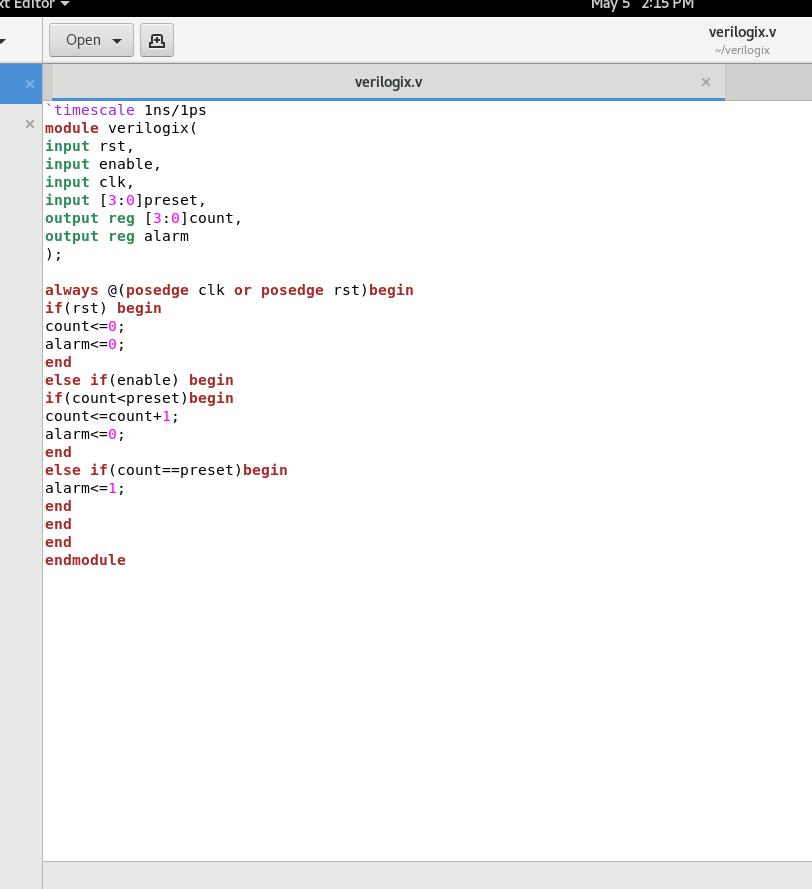 May 5 2:15 PM
Editor
Open
verilogix.v
~/verilogix
verilogix.v
`timescale 1ns/1ps
module verilogix(
input rst,
input enable,
input clk,
input [3:0]preset,
output reg [3:0]count,
output reg alarm
);
always @(posedge clk or posedge rst)begin
if(rst) begin
count<=0;
alarm<=0;
end
else if(enable) begin
if(count<preset)begin
count<=count+1;
alarm<=0;
end
else if(count==preset)begin
alarm<=1;
end
end
end
endmodule